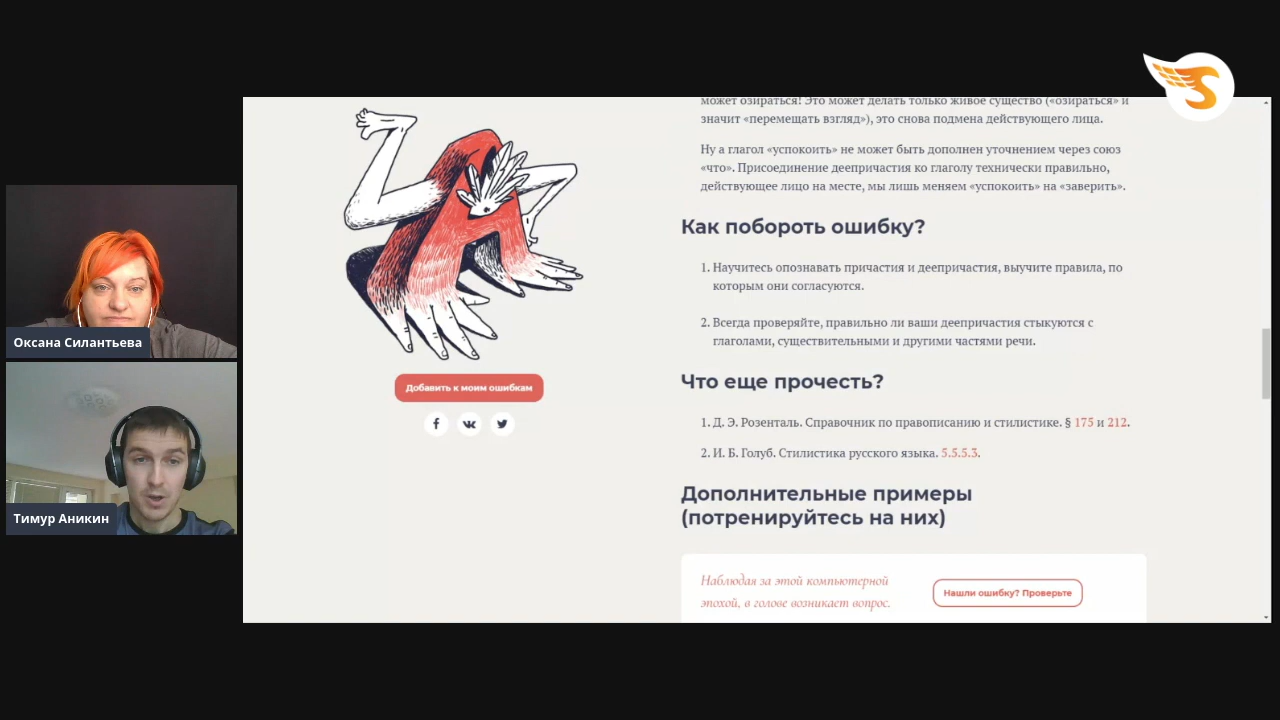 Оксана Силантьева
Тимур Аникин
Добавить к моим ошибкам
может озираться! Это может делать только живое существо («озираться» и
значит «перемещать взгляд»), это снова подмена действующего лица.
Ну а глагол «успокоить» не может быть дополнен уточнением через союз
«что». Присоединение деепричастия ко глаголу технически правильно,
действующее лицо на месте, мы лишь меняем «успокоить» на «заверить».
Как побороть ошибку?
1. Научитесь опознавать причастия и деепричастия, выучите правила, по
которым они согласуются.
2. Всегда проверяйте, правильно ли ваши деепричастия стыкуются с
глаголами, существительными и другими частями речи.
Что еще прочесть?
1. Д. Э. Розенталь. Справочник по правописанию и стилистике. § 175 и 212.
2. И. Б. Голуб. Стилистика русского языка. 5.5.5.3.
Дополнительные примеры
(потренируйтесь на них)
Наблюдая за этой компьютерной
эпохой, в голове возникает вопрос.
Нашли ошибку? Проверьте